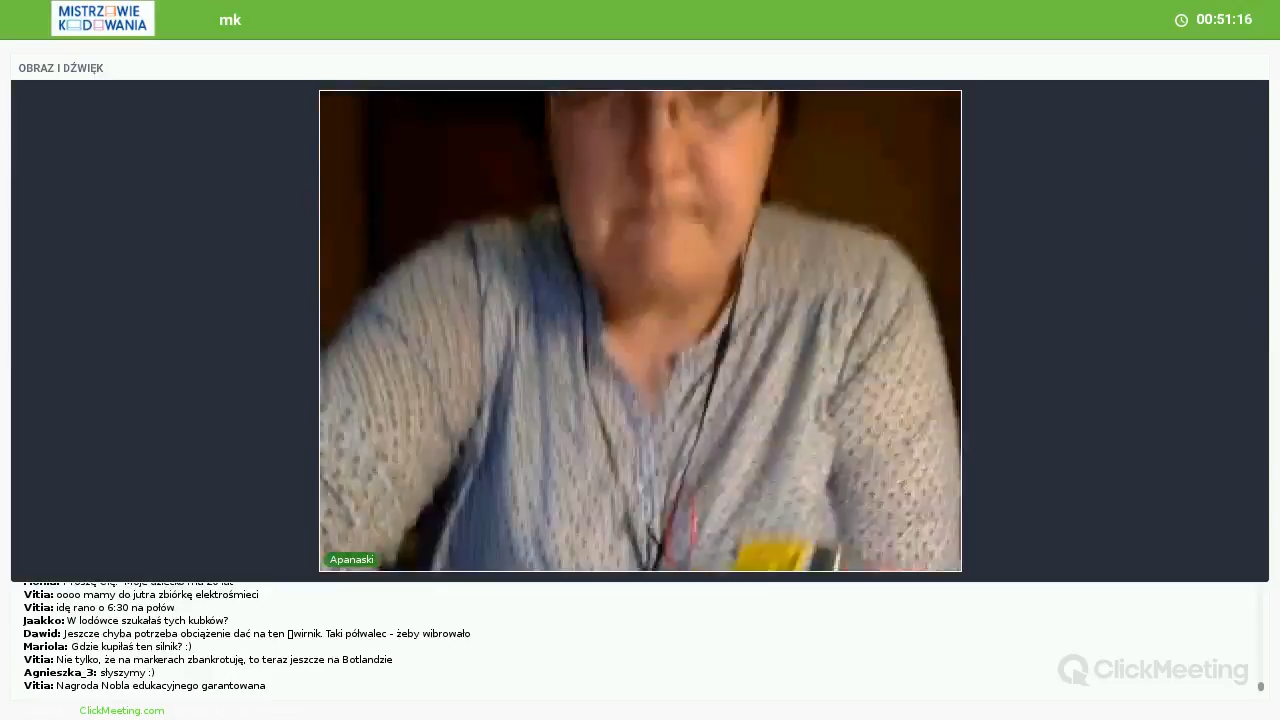 MISTRZOWIE
KODOWANIA
mk
00:51:16
OBRAZ I DŹWIĘK
Apanaski
Vitia: oooo mamy do jutra zbiórkę elektrośmieci
Vitia: idę rano o 6:30 na połów
Jaakko: W lodówce szukałaś tych kubków?
Dawid: Jeszcze chyba potrzeba obciążenie dać na ten []wirnik. Taki półwalec - żeby wibrowało
Mariola: Gdzie kupiłaś ten silnik? :)
Vitia: Nie tylko, że na markerach zbankrutuję, to teraz jeszcze na Botlandzie
Agnieszka_3: słyszymy :)
Vitia: Nagroda Nobla edukacyjnego garantowana
ClickMeeting
ClickMeeting.com